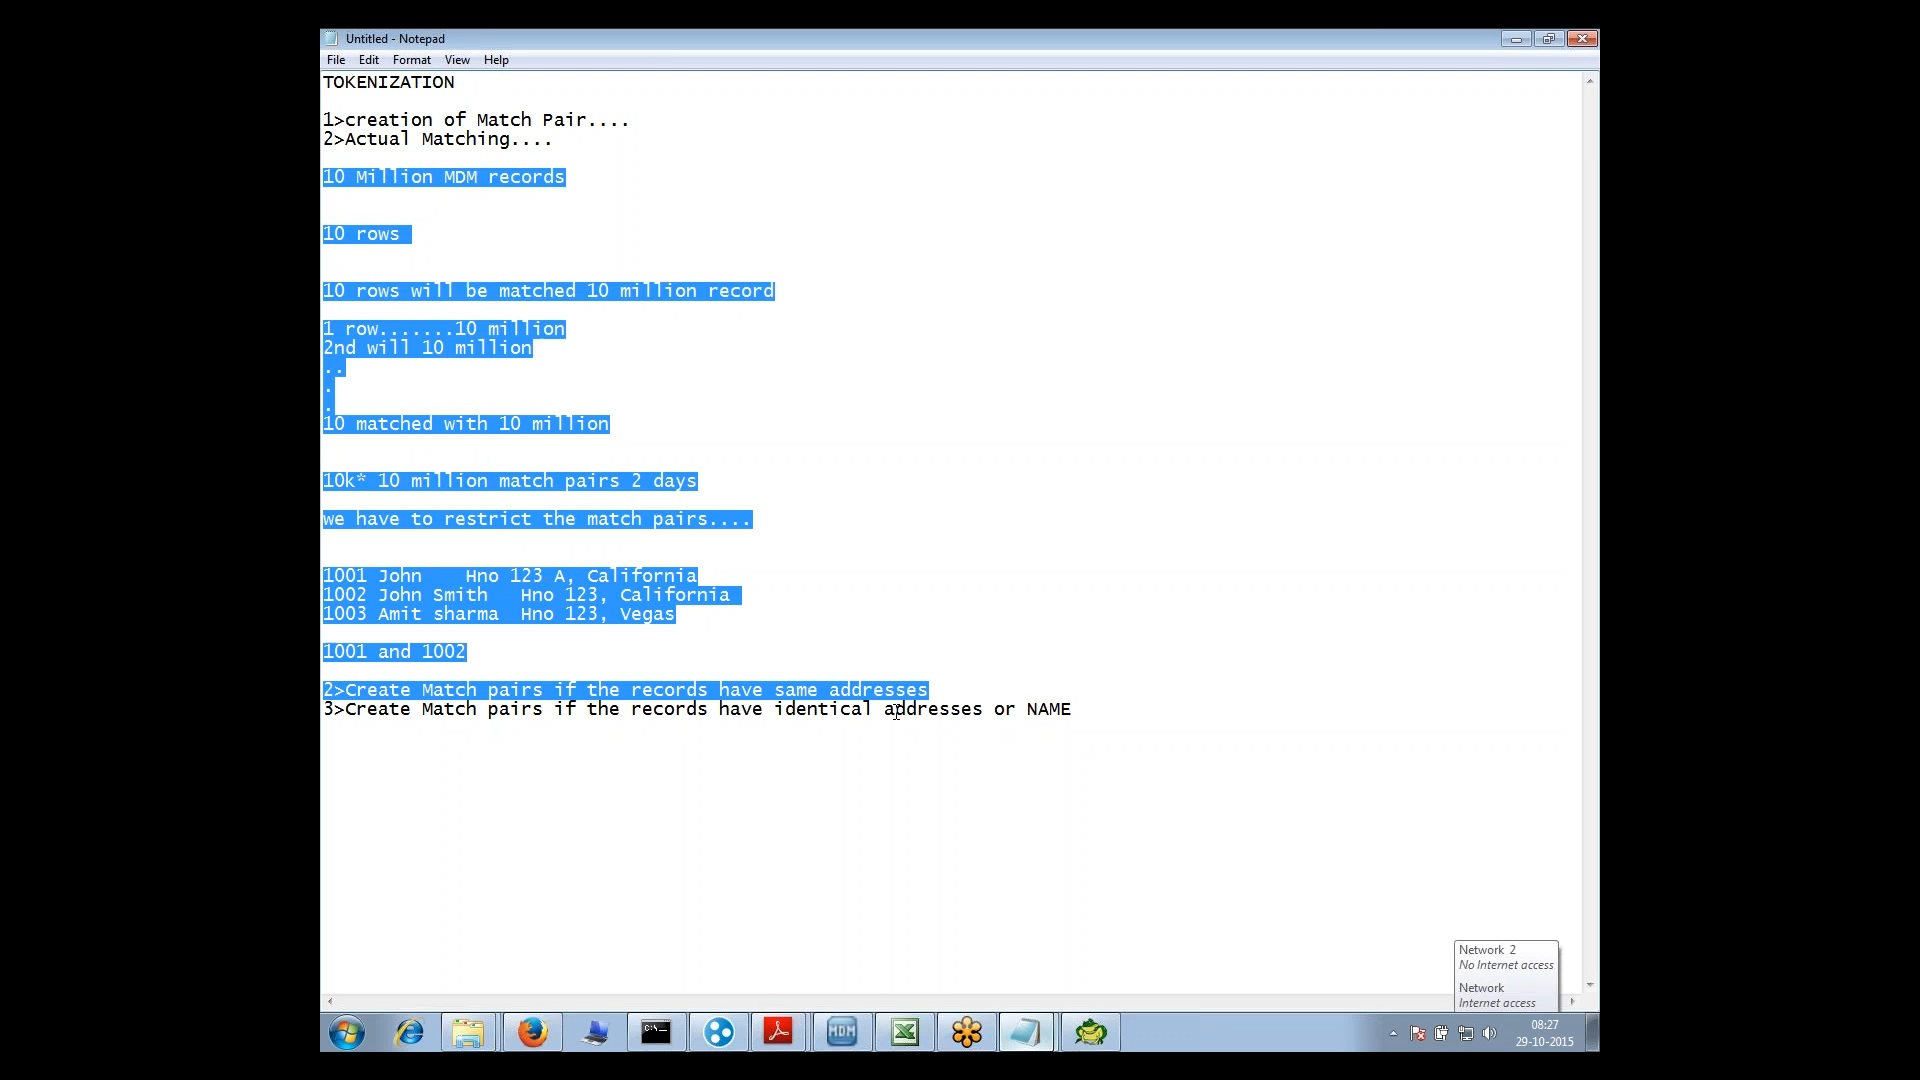 Untitled - Notepad
File Edit Format View Help
TOKENIZATION
1>creation of Match Pair....
2>Actual Matching....
10 Million MDM records
10 rows
10 rows will be matched 10 million record
1 row.......10 million
2nd will 10 million
..
.
.
10 matched with 10 million
10k* 10 million match pairs 2 days
we have to restrict the match pairs....
1001 John Hno 123 A, California
1002 John Smith Hno 123, California
1003 Amit sharma Hno 123, Vegas
1001 and 1002
2>Create Match pairs if the records have same addresses
3>Create Match pairs if the records have identical addresses or NAME
Network 2
No Internet access
Network
Internet access
C:\_
MDM
08:27
29-10-2015